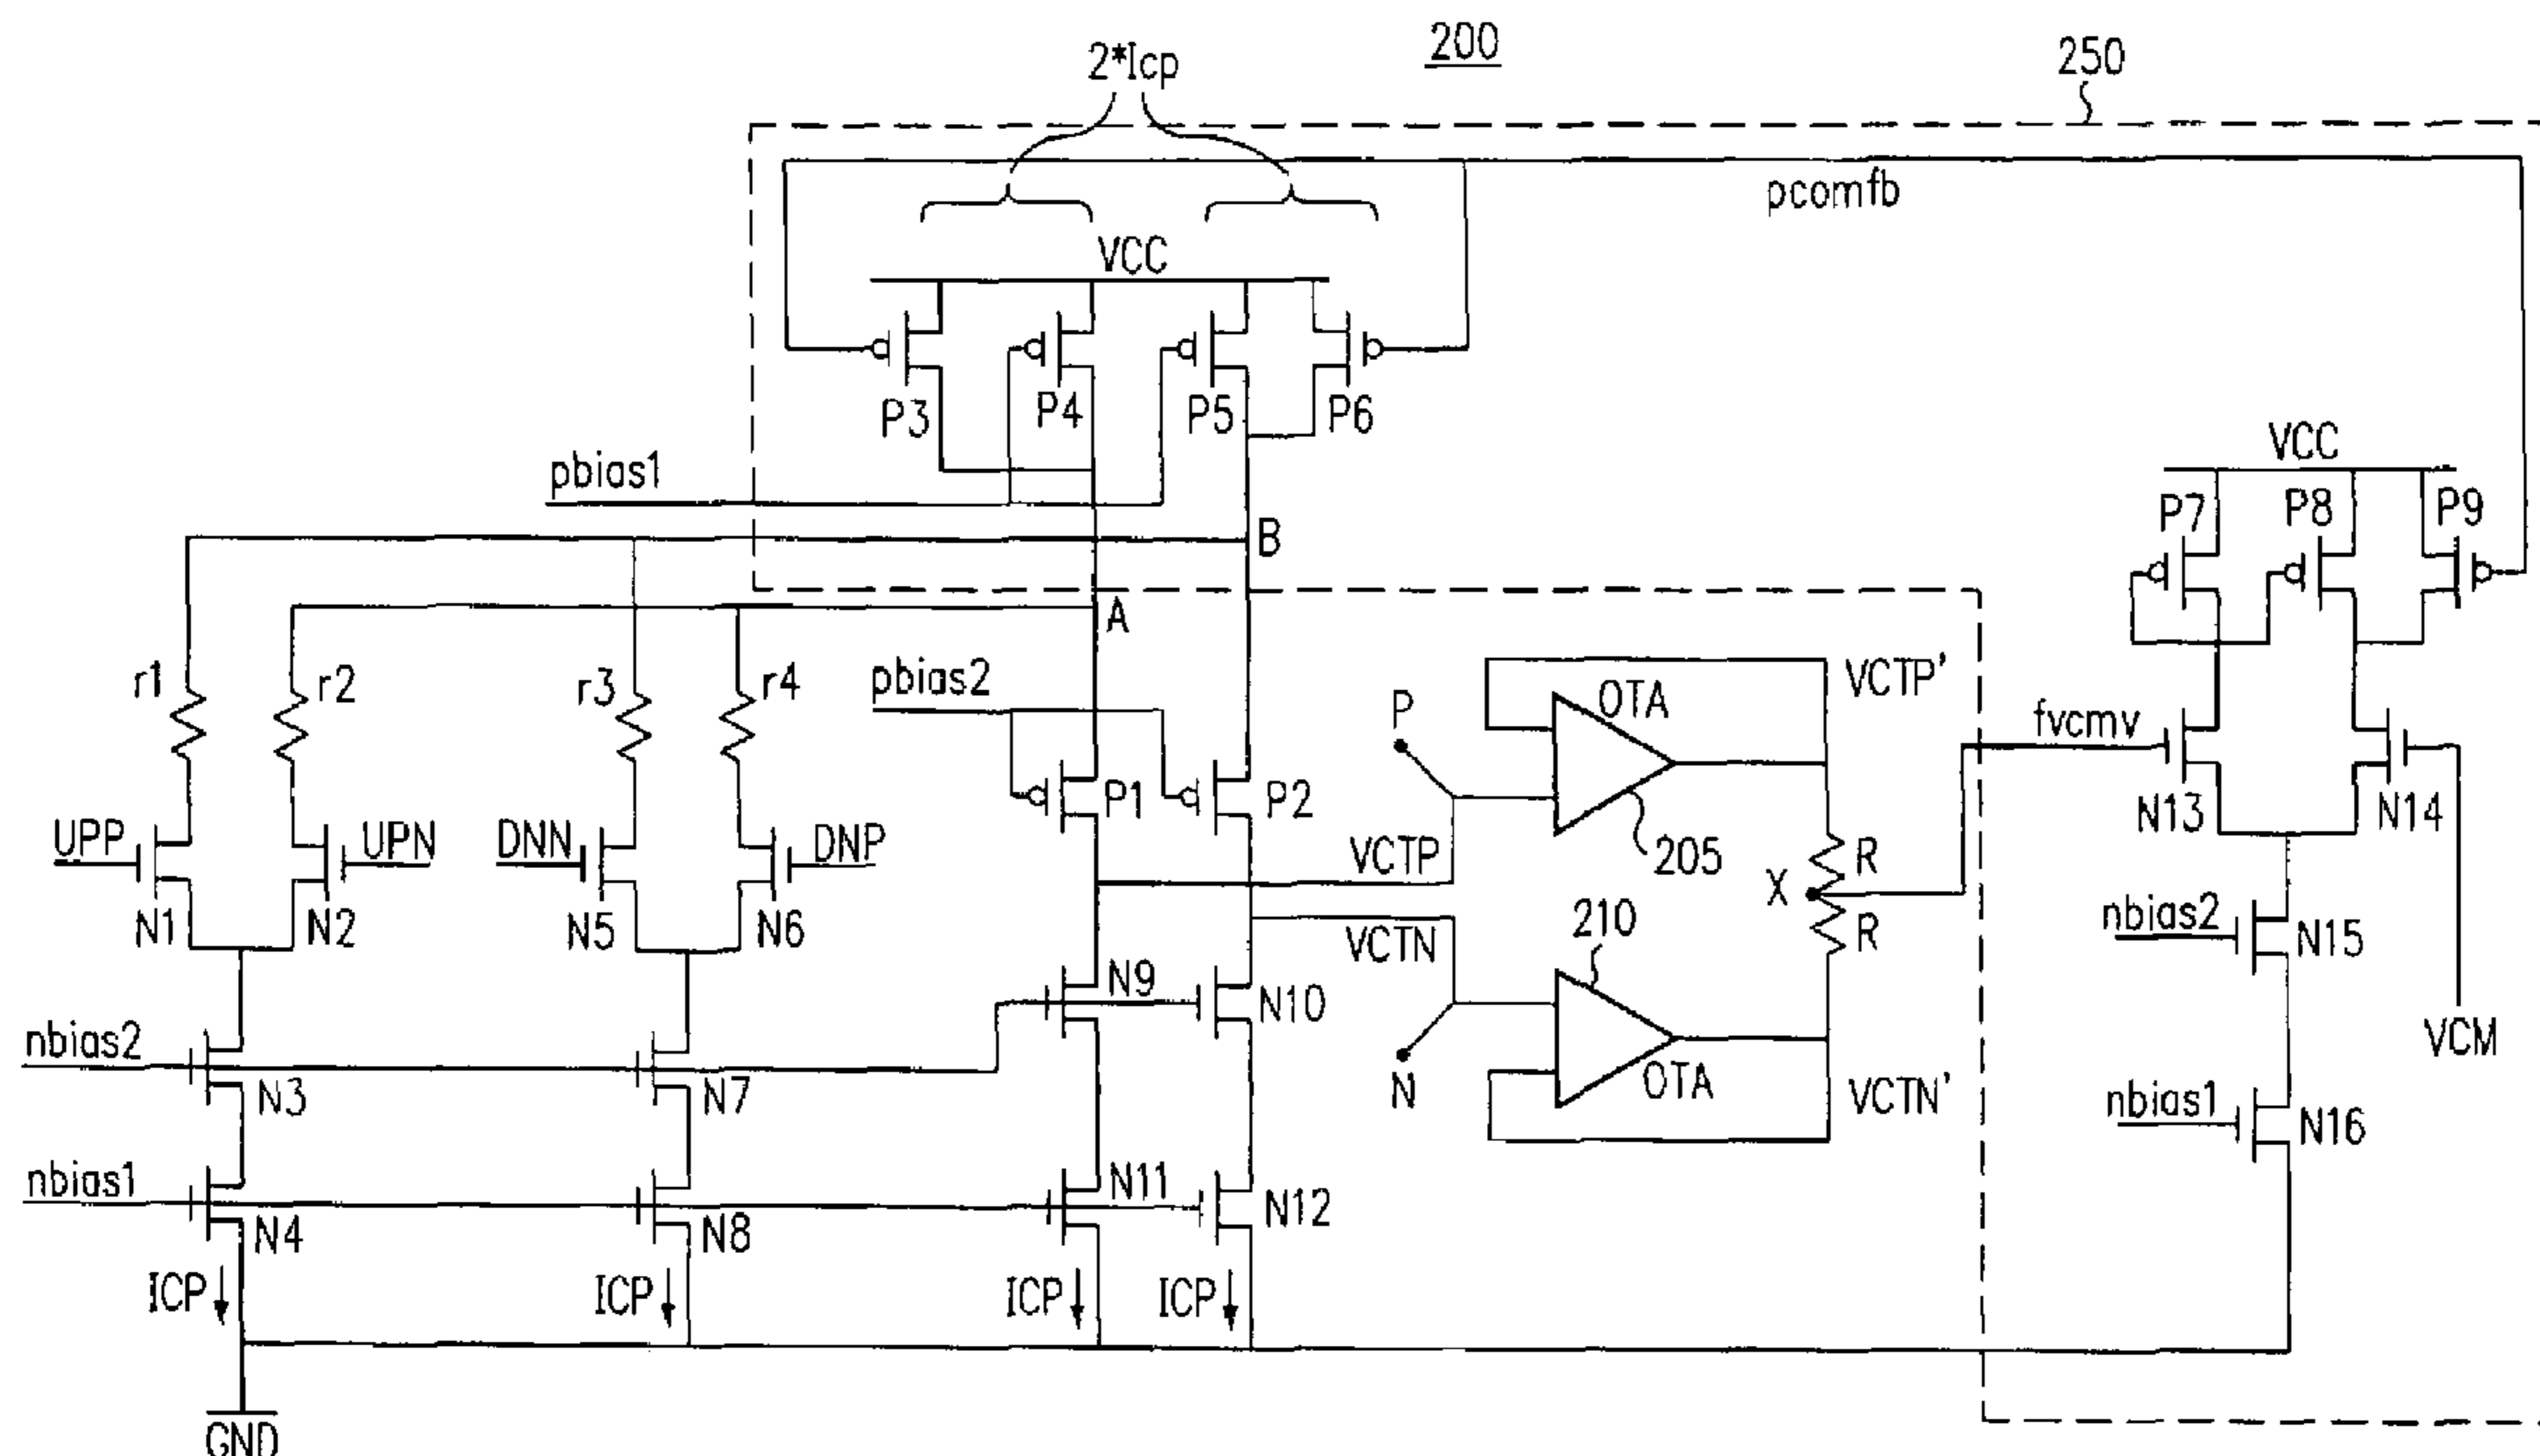 200
2*Icp
250
pcomfb
VCC
P3
P4
P5
P6
pbias1
VCC
P7
P8
P9
B
A
r1
r2
r3
r4
pbias2
VCTP'
P
OTA
fvcmv
P1
P2
N13
N14
UPP
UPN
DNN
DNP
VCTP
205
R
X
N1
N2
N5
N6
VCTN
210
R
nbias2
N15
N9
N10
nbias2
N3
N7
N
OTA
VCTN'
VCM
nbias1
N16
nbias1
N4
N8
N11
N12
ICP
ICP
ICP
ICP
GND